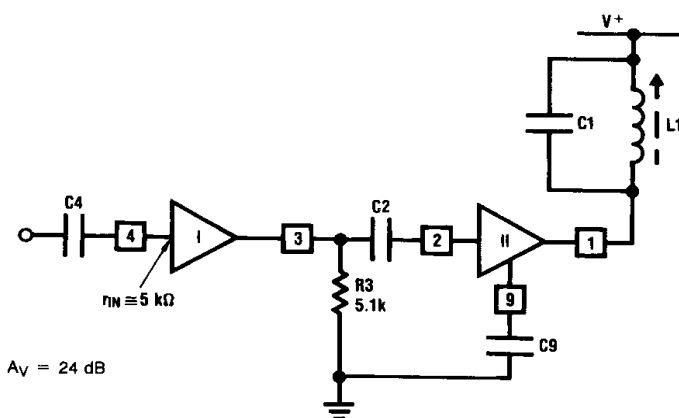 V+
C1
L1
C4
4
I
3
C2
2
II
1
R3
5.1k
9
C9
rIN ≅ 5 kΩ
AV = 24 dB